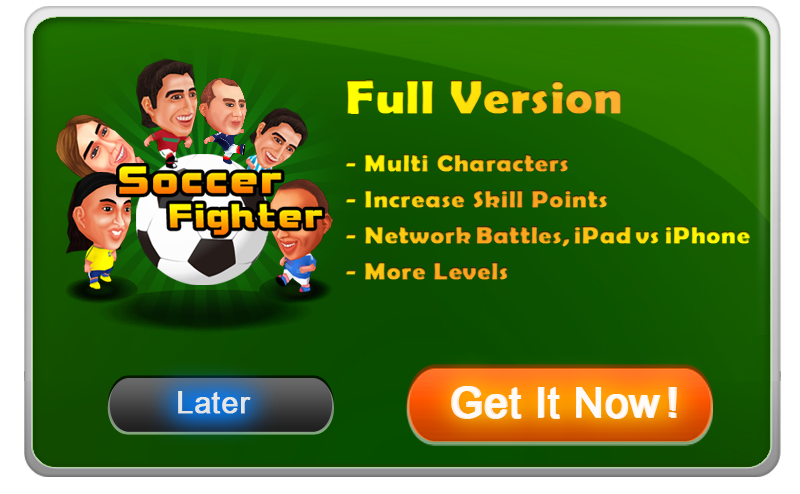 Soccer
Fighter
Full Version
- Multi Characters
- Increase Skill Points
- Network Battles, iPad vs iPhone
- More Levels
Later
Get It Now!